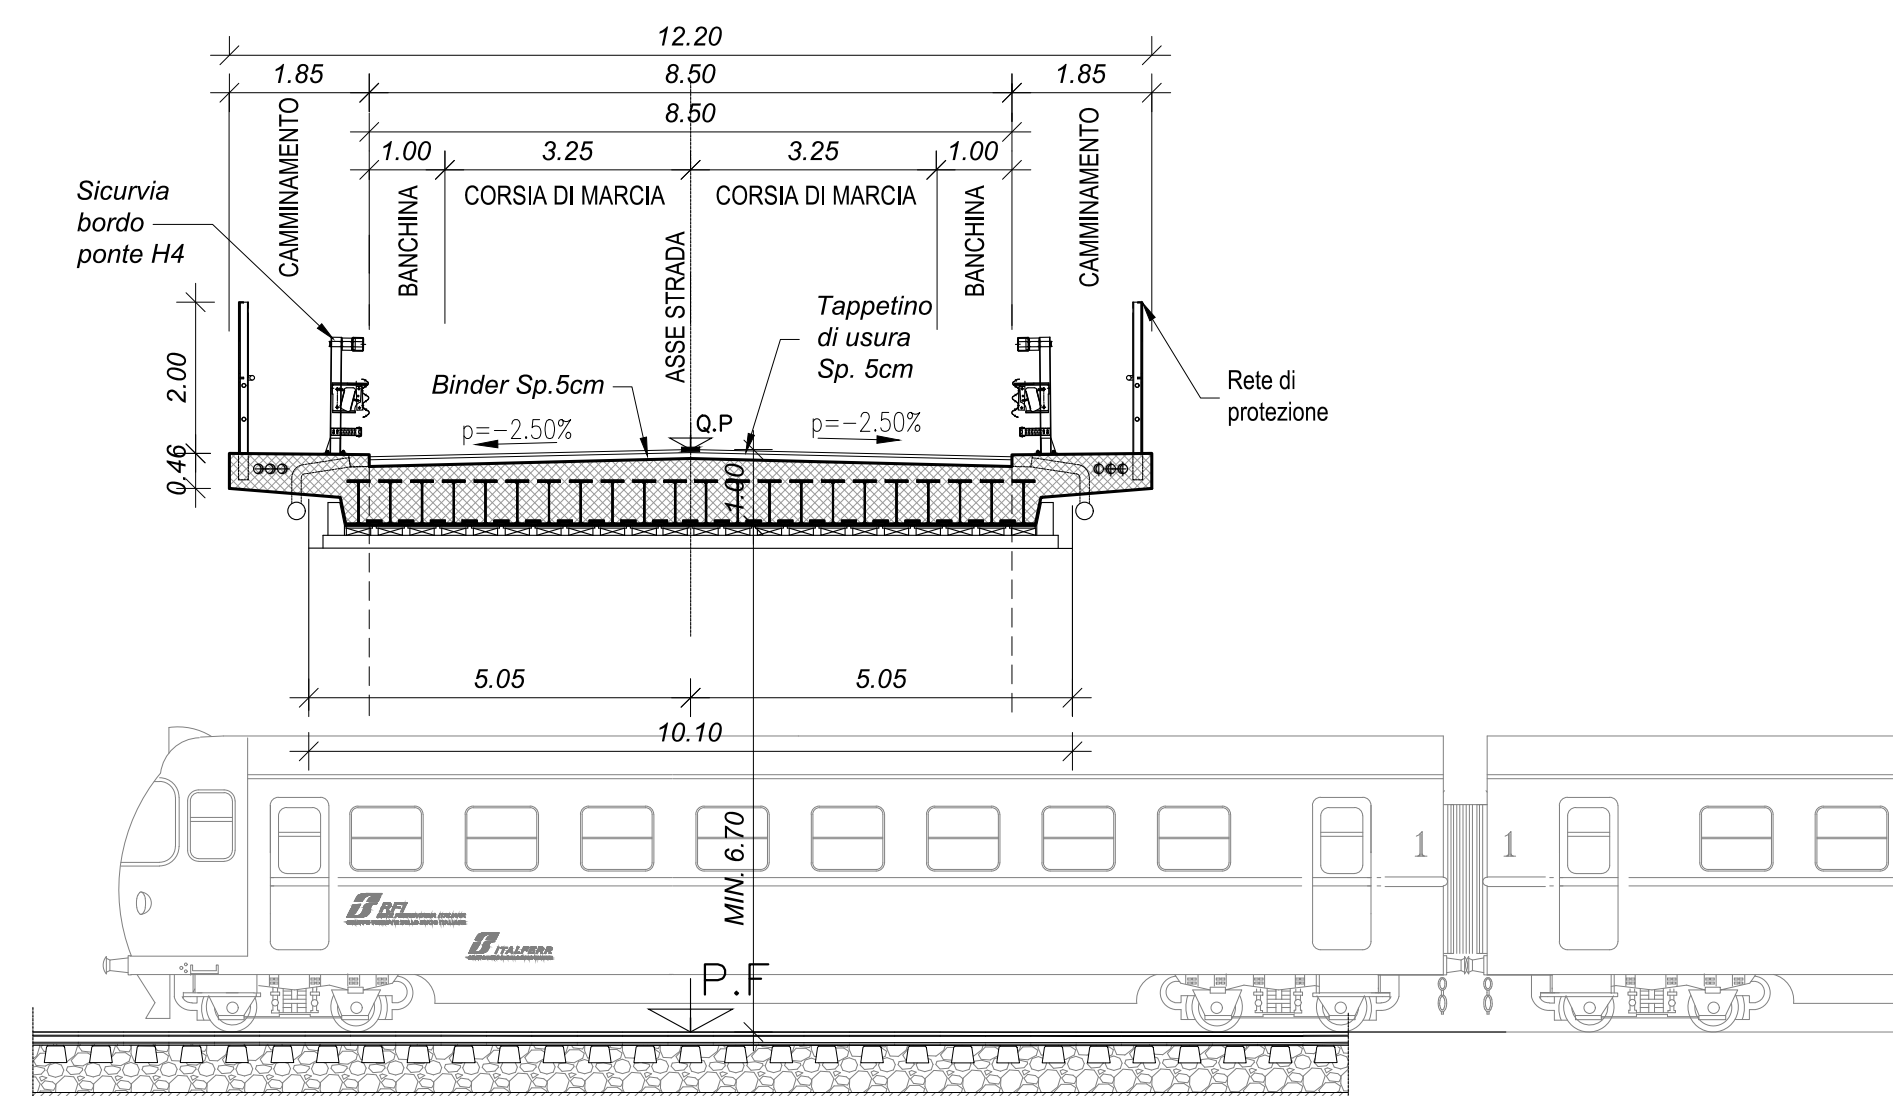 12.20
1.85
8.50
1.85
8.50
1.00
3.25
3.25
1.00
CAMMINAMENTO
BANCHINA
CORSIA DI MARCIA
CORSIA DI MARCIA
BANCHINA
CAMMINAMENTO
Sicurvia
bordo
ponte H4
ASSE STRADA
Tappetino
di usura
Sp. 5cm
Binder Sp.5cm
Rete di
protezione
2.00
0.46
p=-2.50%
Q.P
p=-2.50%
1.00
5.05
5.05
10.10
MIN. 6.70
1
1
RFI
ITALFERR
P.F